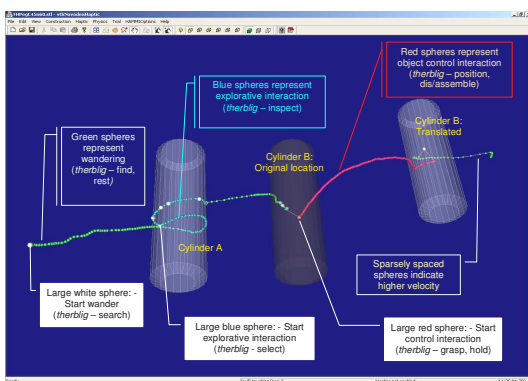 File Edit View Construction Haptic Physics Trial HAMMSOptions Help
Red spheres represent
object control interaction
(therblig – position,
dis/assemble)
Blue spheres represent
explorative interaction
(therblig – inspect)
Green spheres
represent
wandering
(therblig – find,
rest)
Cylinder B:
Translated
Cylinder B:
Original location
Cylinder A
Sparsely spaced
spheres indicate
higher velocity
Large white sphere: -
Start wander
(therblig – search)
Large blue sphere: - Start
explorative interaction
(therblig - select)
Large red sphere: - Start
control interaction
(therblig – grasp, hold)